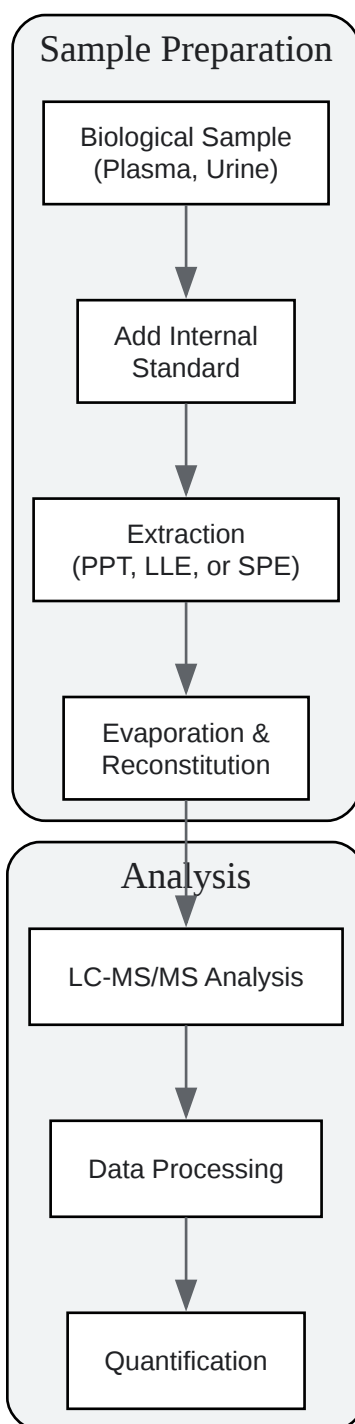 Sample Preparation
Biological Sample
(Plasma, Urine)
Add Internal
Standard
Extraction
(PPT, LLE, or SPE)
Evaporation &
Reconstitution
Analysis
LC-MS/MS Analysis
Data Processing
Quantification